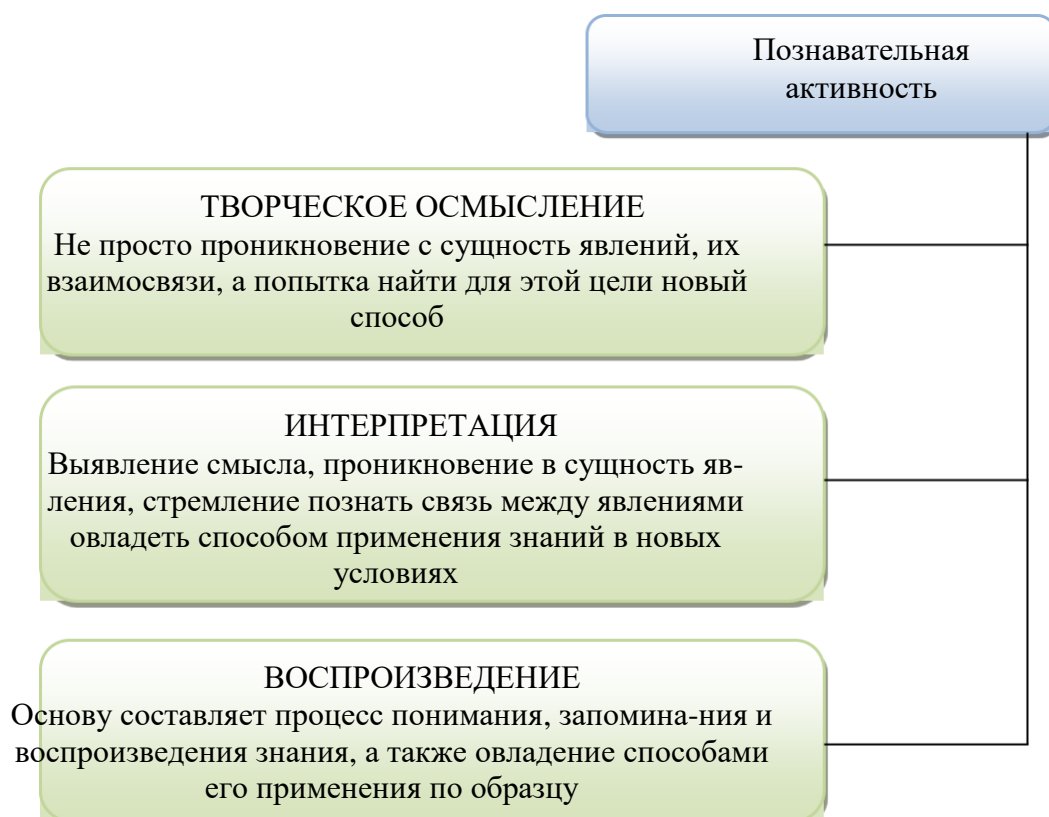 Познавательная
активность
ТВОРЧЕСКОЕ ОСМЫСЛЕНИЕ
Не просто проникновение с сущность явлений, их
взаимосвязи, а попытка найти для этой цели новый
способ
ИНТЕРПРЕТАЦИЯ
Выявление смысла, проникновение в сущность яв-
ления, стремление познать связь между явлениями
овладеть способом применения знаний в новых
условиях
ВОСПРОИЗВЕДЕНИЕ
Основу составляет процесс понимания, запомина-ния и
воспроизведения знания, а также овладение способами
его применения по образцу